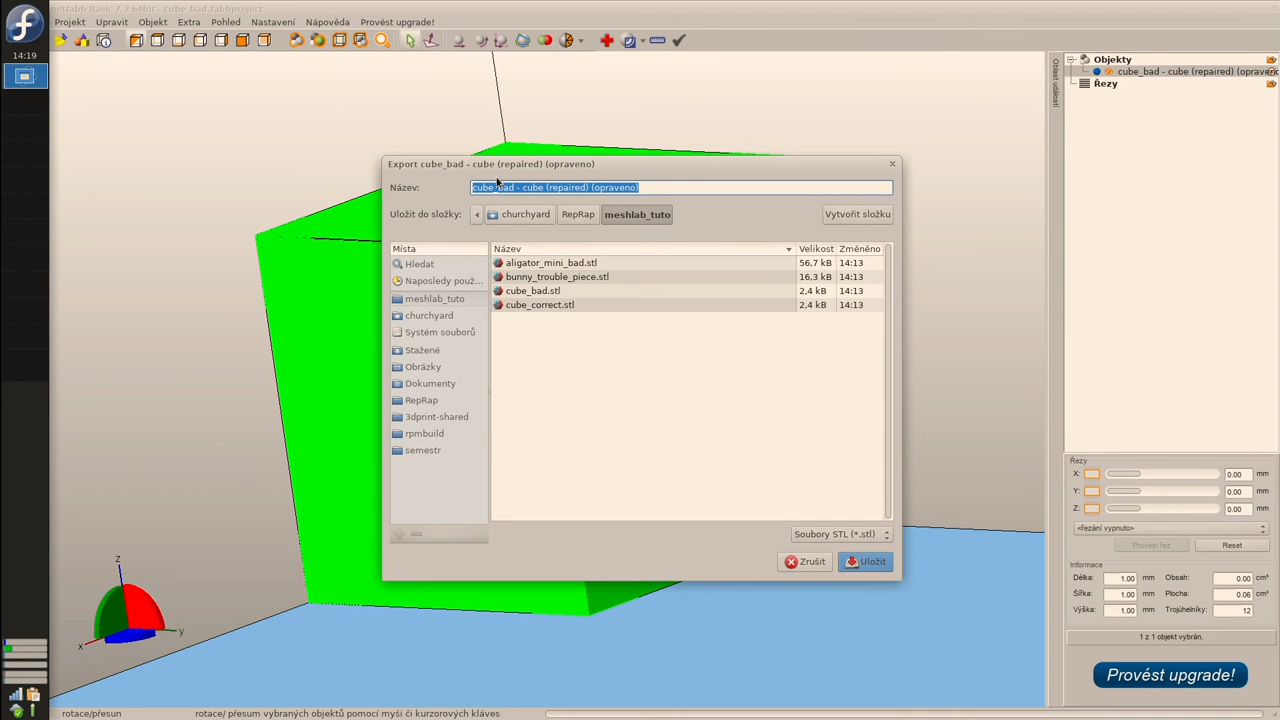 netfabb Basic 7.2 64bit - cube_bad.fabbproject
Projekt Upravit Objekt Extra Pohled Nastavení Nápověda Provést upgrade!
14:19
Oblast události
Objekty
cube_bad - cube (repaired) (opraveno
Řezy
Export cube_bad - cube (repaired) (opraveno)
Název: cube_bad - cube (repaired) (opraveno)
Uložit do složky: churchyard RepRap meshlab_tuto Vytvořit složku
Místa Název Velikost Změněno
Hledat
Naposledy použ...
meshlab_tuto
churchyard
Systém souborů
Stažené
Obrázky
Dokumenty
RepRap
3dprint-shared
rpmbuild
semestr
aligator_mini_bad.stl 56,7 kB 14:13
bunny_trouble_piece.stl 16,3 kB 14:13
cube_bad.stl 2,4 kB 14:13
cube_correct.stl 2,4 kB 14:13
Soubory STL (*.stl)
Zrušit Uložit
Řezy
X: 0.00 mm
Y: 0.00 mm
Z: 0.00 mm
<řezání vypnuto>
Provést řez Reset
Informace
Délka: 1.00 mm Obsah: 0.00 cm³
Šířka: 1.00 mm Plocha: 0.06 cm²
Výška: 1.00 mm Trojúhelníky: 12
1 z 1 objekt vybrán.
Provést upgrade!
z
x
y
rotace/přesun rotace/ přesum vybraných objektů pomocí myši či kurzorových kláves